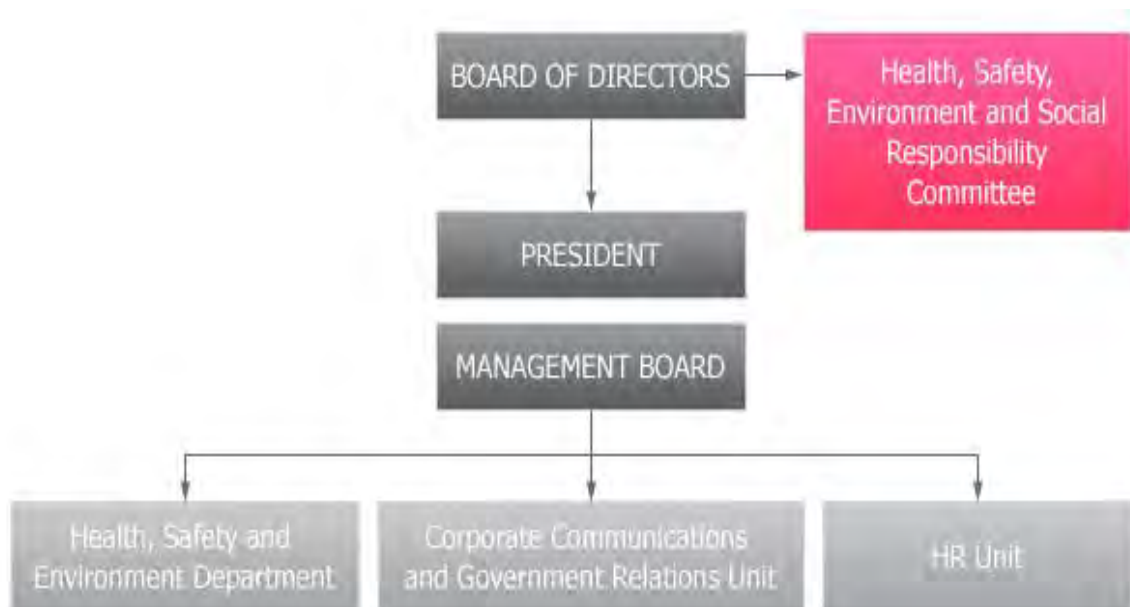 BOARD OF DIRECTORS
Health, Safety,
Environment and Social
Responsibility
Committee
PRESIDENT
MANAGEMENT BOARD
Health, Safety and
Environment Department
Corporate Communications
and Government Relations Unit
HR Unit